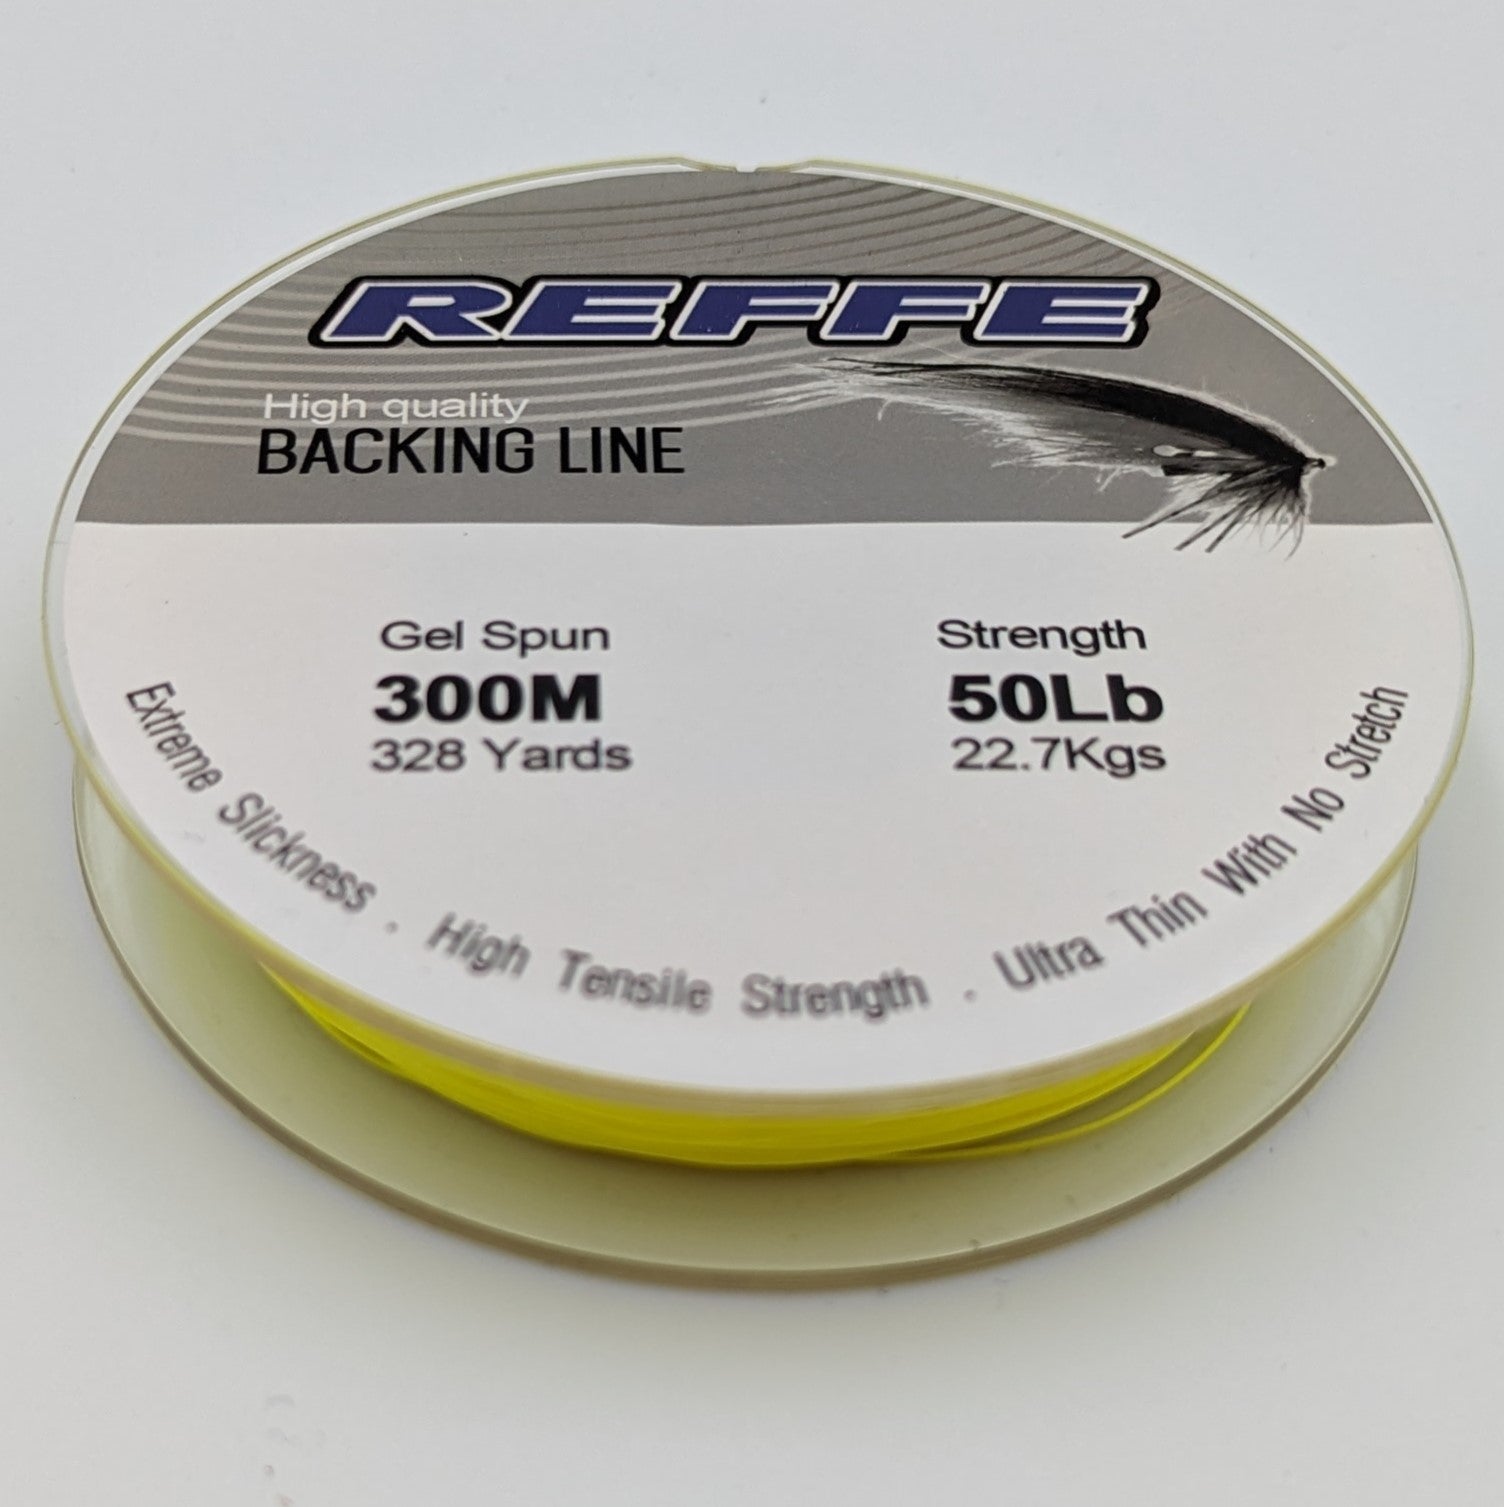 REFFE
High quality
BACKING LINE
Gel Spun
300M
328 Yards
Strength
50Lb
22.7Kgs
Extreme Slickness . High Tensile Strength . Ultra Thin With No Stretch